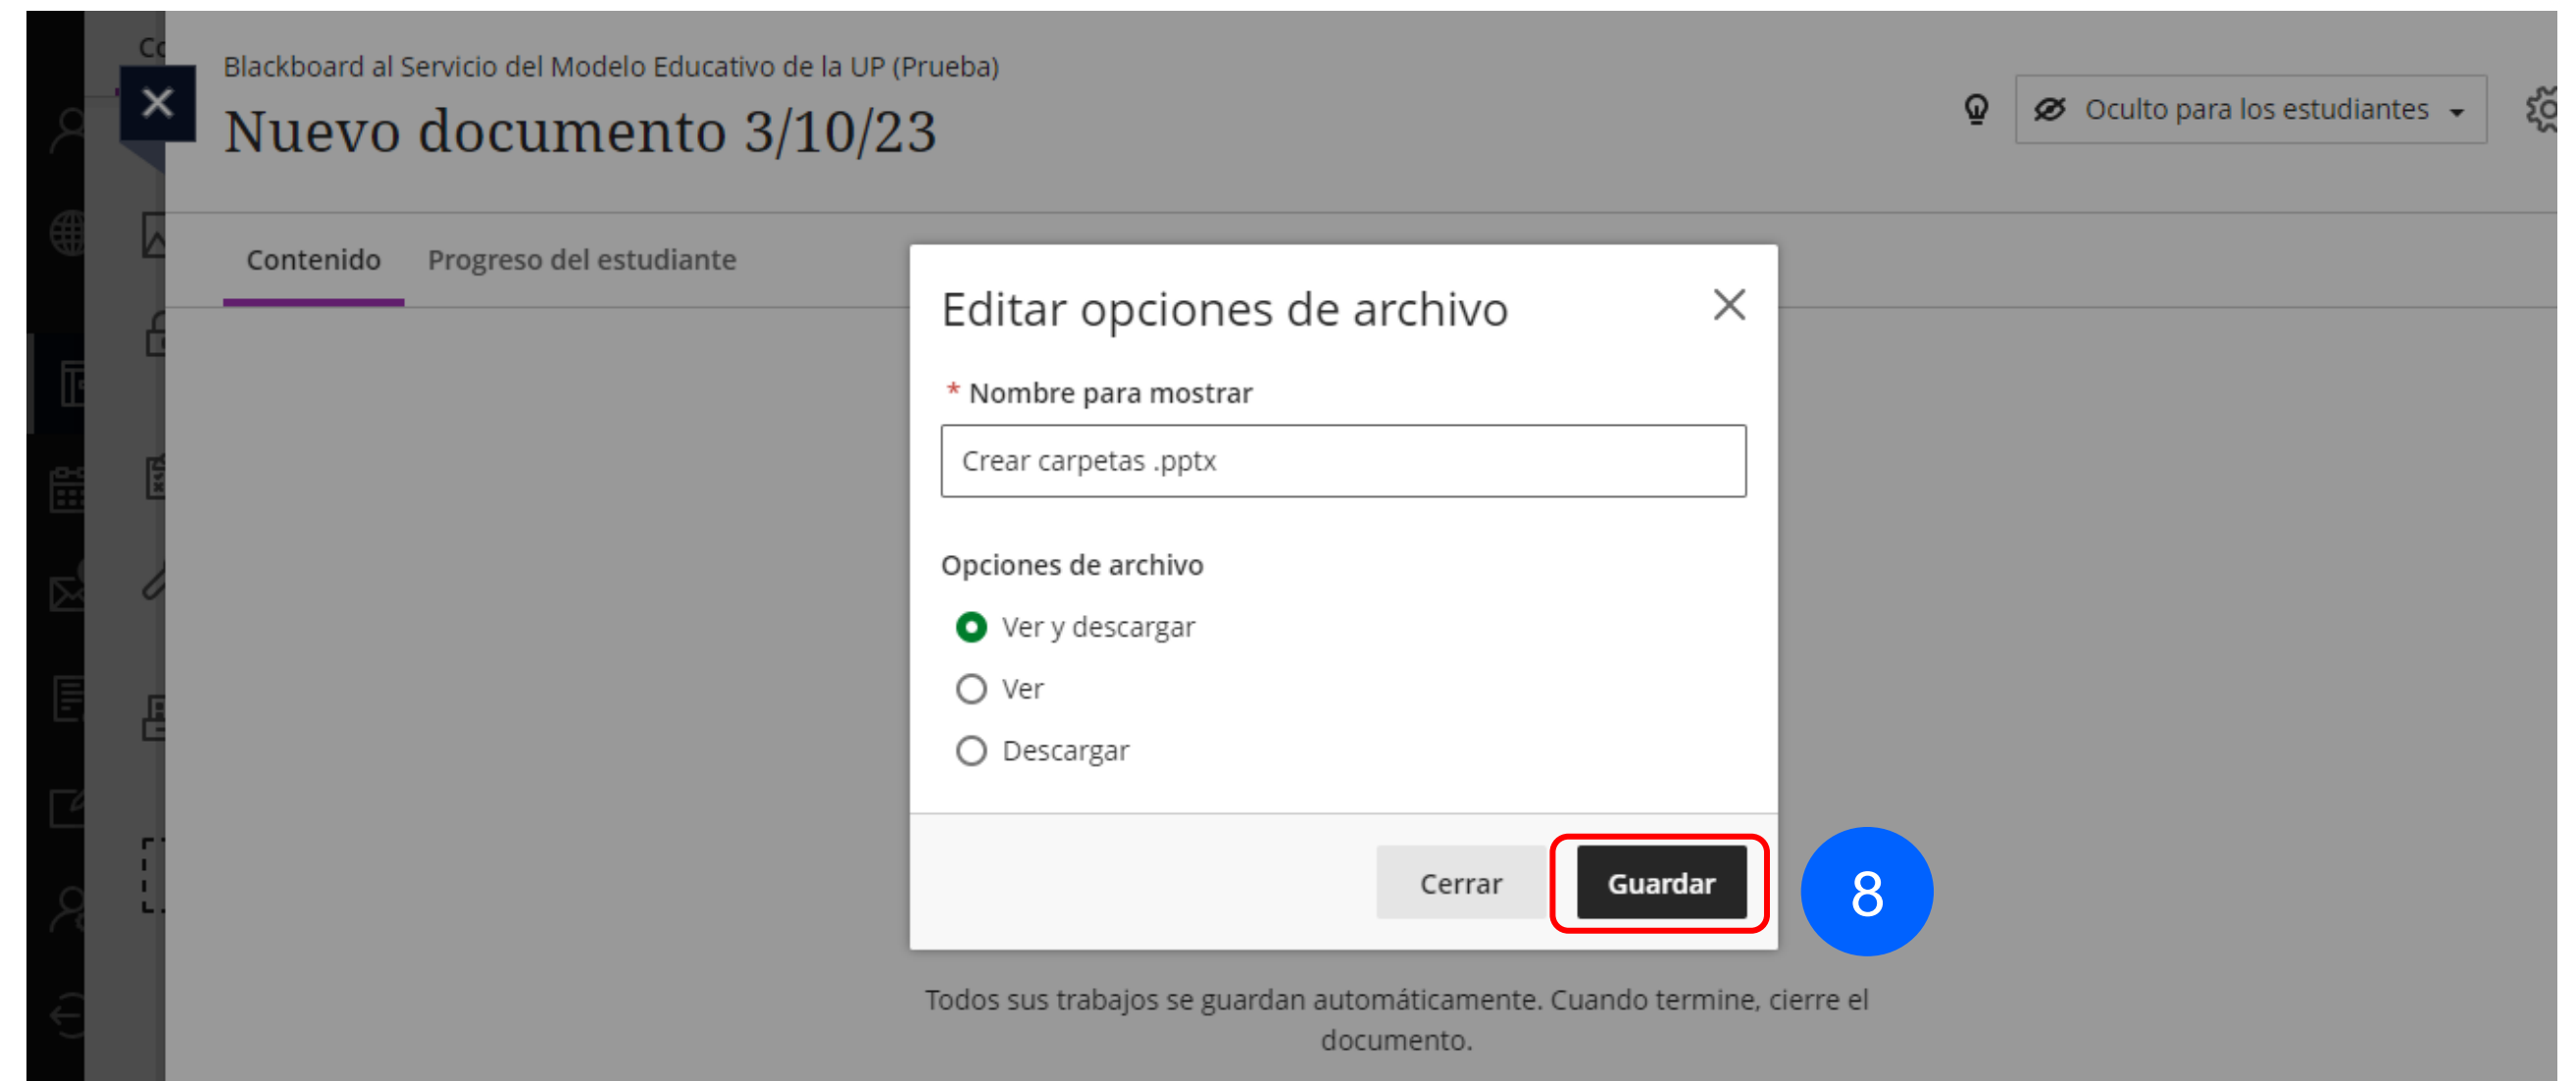 Co
Blackboard al Servicio del Modelo Educativo de la UP (Prueba)
Nuevo documento 3/10/23
Oculto para los estudiantes
Contenido Progreso del estudiante
Editar opciones de archivo
* Nombre para mostrar
Crear carpetas .pptx
Opciones de archivo
Ver y descargar
Ver
Descargar
Cerrar Guardar
8
Todos sus trabajos se guardan automáticamente. Cuando termine, cierre el
documento.